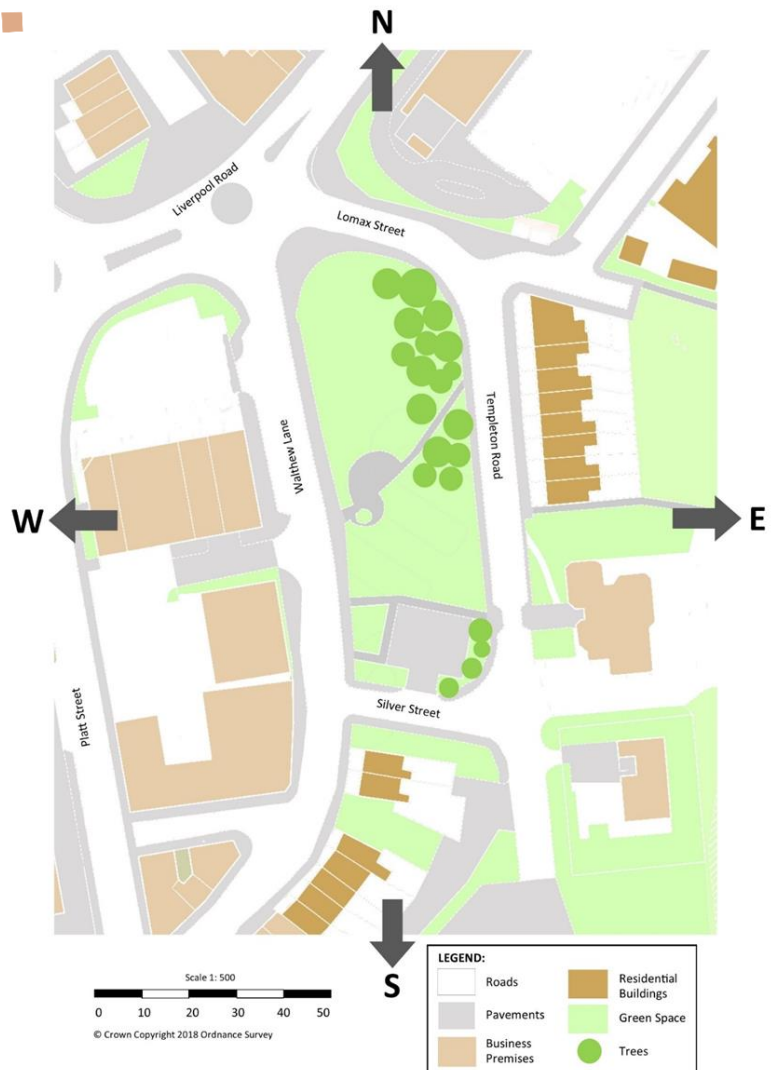 N
Liverpool Road
Lomax Street
Walthew Lane
Templeton Road
W
E
Platt Street
Silver Street
S
Scale 1: 500
0 10 20 30 40 50
© Crown Copyright 2018 Ordnance Survey
LEGEND:
Roads
Residential
Buildings
Pavements
Green Space
Business
Premises
Trees